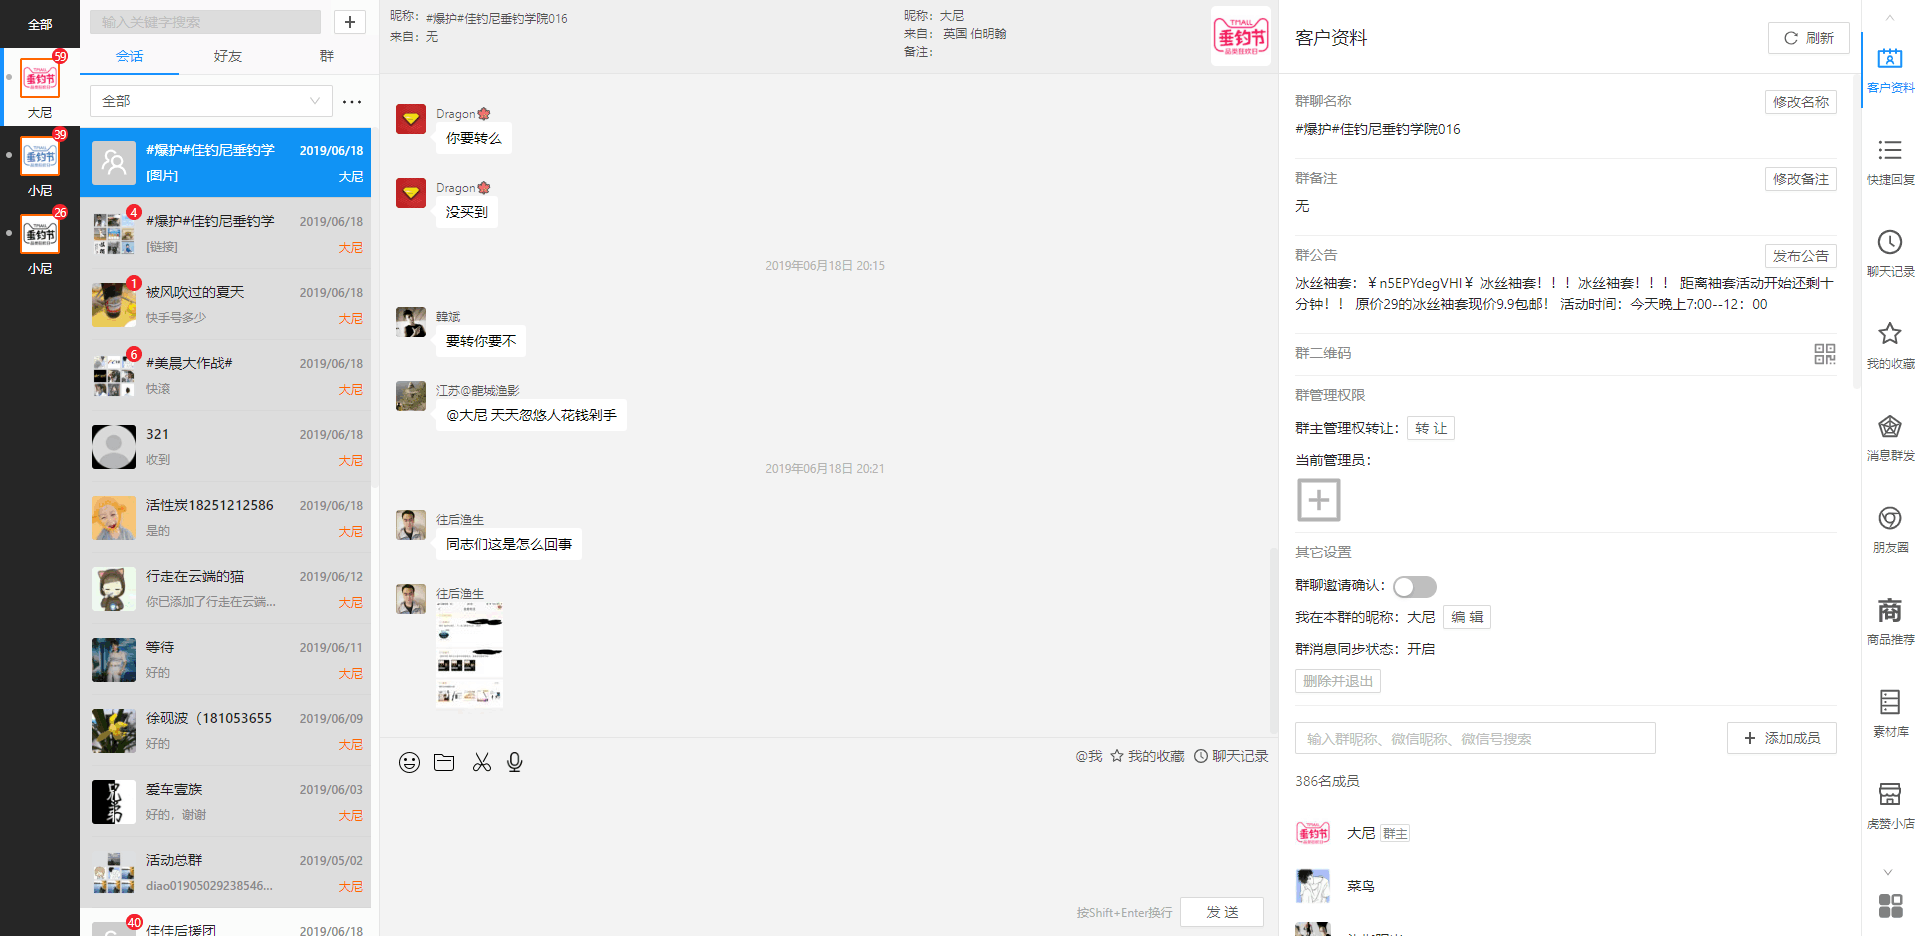 全部
59
大尼
39
小尼
26
小尼
输入关键字搜索
会话
好友
群
全部
#爆护#佳钓尼垂钓学
2019/06/18
[图片]
大尼
4
#爆护#佳钓尼垂钓学
2019/06/18
[链接]
大尼
1
被风吹过的夏天
2019/06/18
快手号多少
大尼
6
#美晨大作战#
2019/06/18
快滚
大尼
321
2019/06/18
收到
大尼
活性炭18251212586
2019/06/18
是的
大尼
行走在云端的猫
2019/06/12
你已添加了行走在云端...
大尼
等待
2019/06/11
好的
大尼
徐砚波（181053655
2019/06/09
好的
大尼
爱车壹族
2019/06/03
好的，谢谢
大尼
活动总群
2019/05/02
diao01905029238546...
大尼
40
佳佳后援团
2019/06/18
昵称：#爆护#佳钓尼垂钓学院016
来自：无
昵称：大尼
来自：英国 伯明翰
备注：
TMALL
垂钓节
Dragon
你要转么
Dragon
没买到
2019年06月18日 20:15
韓斌
要转你要不
江苏@龍城渔影
@大尼 天天忽悠人花钱剁手
2019年06月18日 20:21
往后渔生
同志们这是怎么回事
往后渔生
@我
我的收藏
聊天记录
按Shift+Enter换行
发 送
客户资料
刷新
群聊名称
修改名称
#爆护#佳钓尼垂钓学院016
群备注
修改备注
无
群公告
发布公告
冰丝袖套：￥n5EPYdegVHI￥ 冰丝袖套！！！冰丝袖套！！！ 距离袖套活动开始还剩十
分钟！！ 原价29的冰丝袖套现价9.9包邮！ 活动时间：今天晚上7:00--12：00
群二维码
群管理权限
群主管理权转让：
转 让
当前管理员：
其它设置
群聊邀请确认：
我在本群的昵称：大尼
编 辑
群消息同步状态：开启
删除并退出
输入群昵称、微信昵称、微信号搜索
添加成员
386名成员
大尼
群主
菜鸟
客户资料
快捷回复
聊天记录
我的收藏
消息群发
朋友圈
商
商品推荐
素材库
虎赞小店